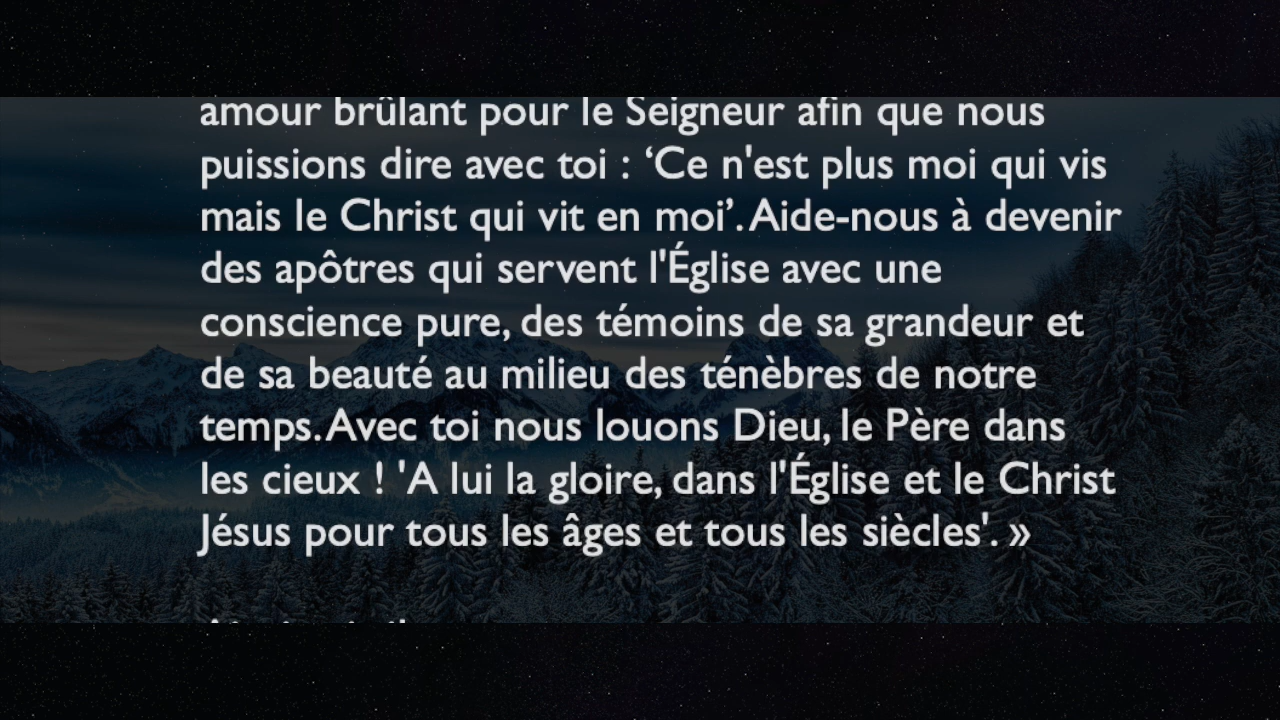 amour brûlant pour le Seigneur afin que nous
puissions dire avec toi : ‘Ce n'est plus moi qui vis
mais le Christ qui vit en moi’. Aide-nous à devenir
des apôtres qui servent l'Église avec une
conscience pure, des témoins de sa grandeur et
de sa beauté au milieu des ténèbres de notre
temps. Avec toi nous louons Dieu, le Père dans
les cieux ! 'A lui la gloire, dans l'Église et le Christ
Jésus pour tous les âges et tous les siècles'. »